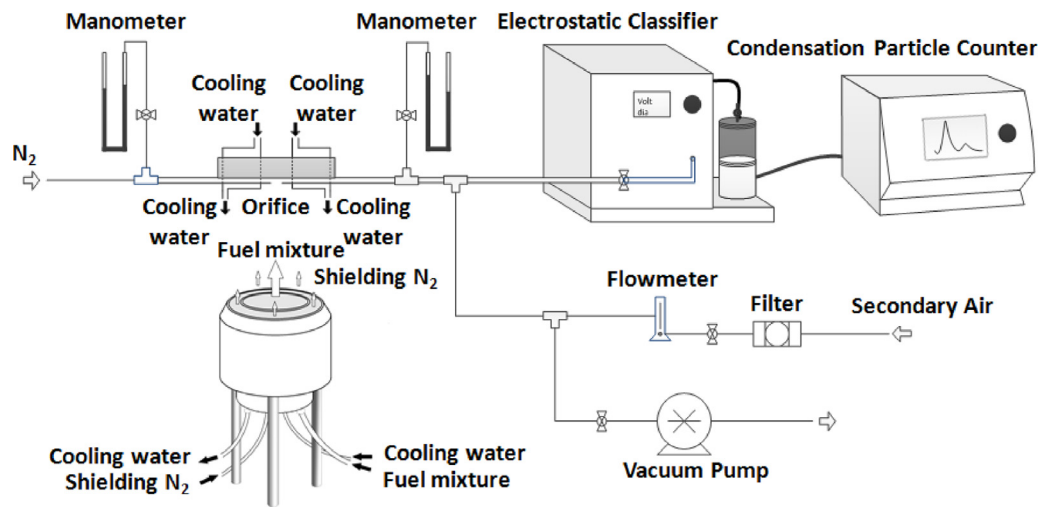 Manometer
Manometer
Electrostatic Classifier
Condensation Particle Counter
Cooling
water
Cooling
water
Volt
dia
N2
Cooling
water
Orifice
Cooling
water
Fuel mixture
Shielding N2
Flowmeter
Filter
Secondary Air
Vacuum Pump
Cooling water
Shielding N2
Cooling water
Fuel mixture